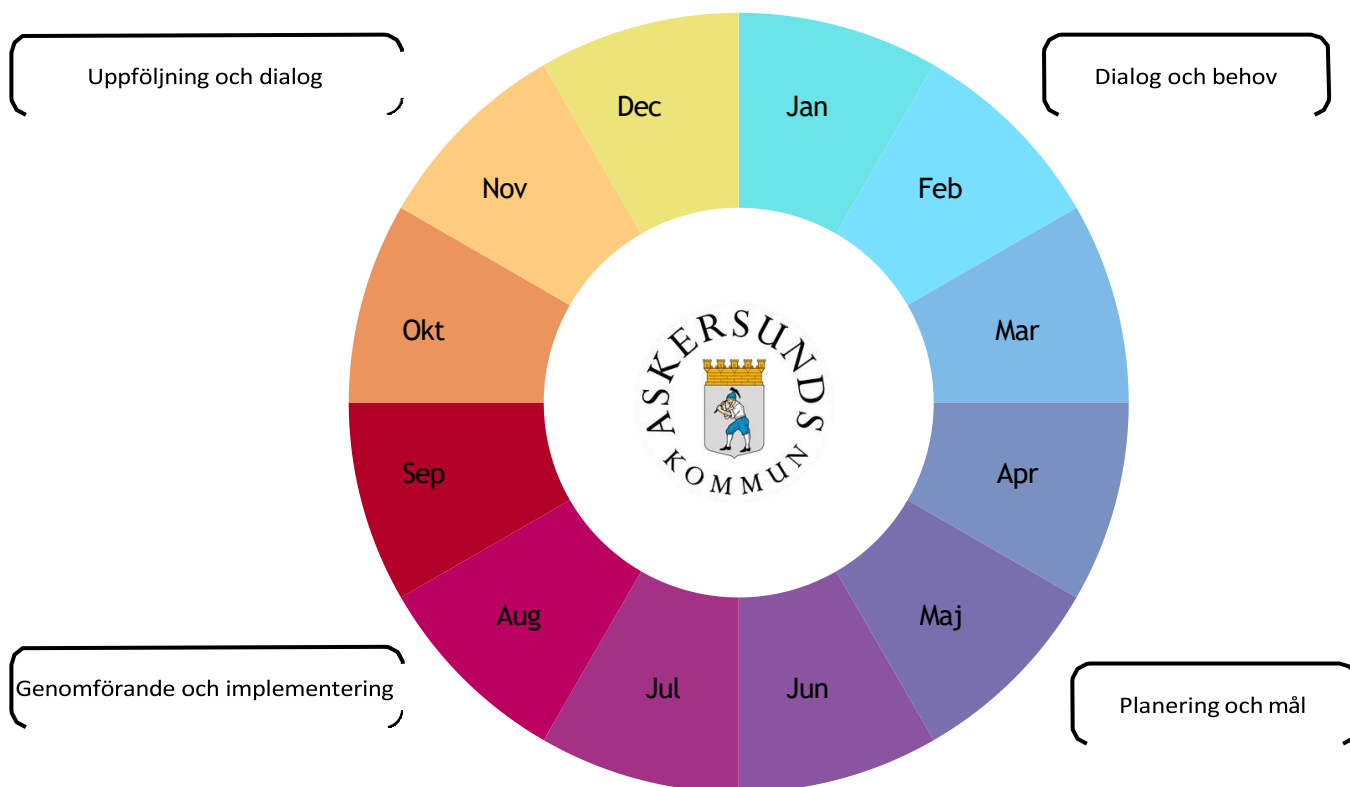 Uppföljning och dialog
Dialog och behov
Dec
Jan
Nov
Feb
Okt
Mar
ASKERSUNDS
KOMMUN
Sep
Apr
Aug
Maj
Jul
Jun
Genomförande och implementering
Planering och mål